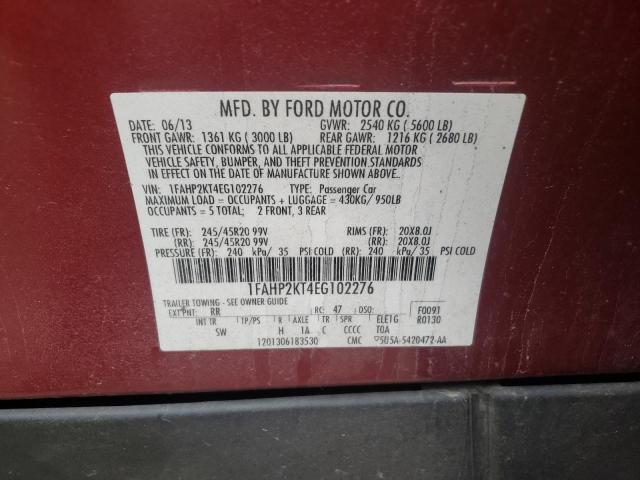 MFD. BY FORD MOTOR CO.
DATE: 06/13 GVWR: 2540 KG ( 5600 LB)
FRONT GAWR: 1361 KG ( 3000 LB) REAR GAWR: 1216 KG ( 2680 LB)
THIS VEHICLE CONFORMS TO ALL APPLICABLE FEDERAL MOTOR
VEHICLE SAFETY, BUMPER, AND THEFT PREVENTION STANDARDS
IN EFFECT ON THE DATE OF MANUFACTURE SHOWN ABOVE.
VIN: 1FAHP2KT4EG102276 TYPE: Passenger Car
MAXIMUM LOAD = OCCUPANTS + LUGGAGE = 430KG/ 950LB
OCCUPANTS = 5 TOTAL; 2 FRONT, 3 REAR
TIRE (FR): 245/45R20 99V RIMS (FR): 20X8.0J
(RR): 245/45R20 99V (RR): 20X8.0J
PRESSURE (FR): 240 kPa/ 35 PSI COLD (RR): 240 kPa/ 35 PSI COLD
1FAHP2KT4EG102276
TRAILER TOWING - SEE OWNER GUIDE
EXT PNT: RR RC: 47 DSO: F0091
INT TR TP/PS R AXLE TR SPR ELE1G R0130
SW H 1A C CCCC TOA
1201306183530 CMC 5U5A-5420472-AA